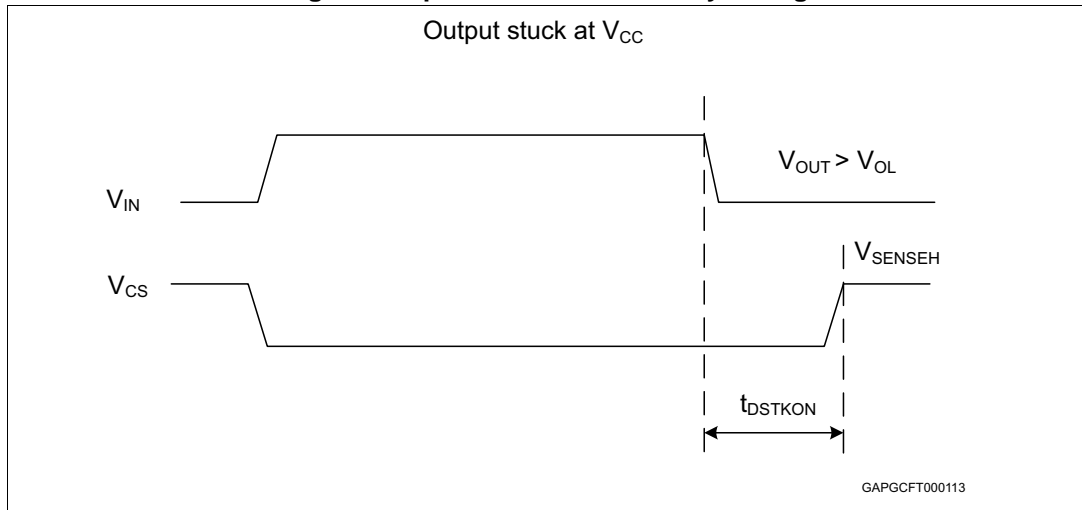 Output stuck at VCC
VOUT > VOL
VIN
VSENSEH
VCS
tDSTKON
GAPGCFT000113